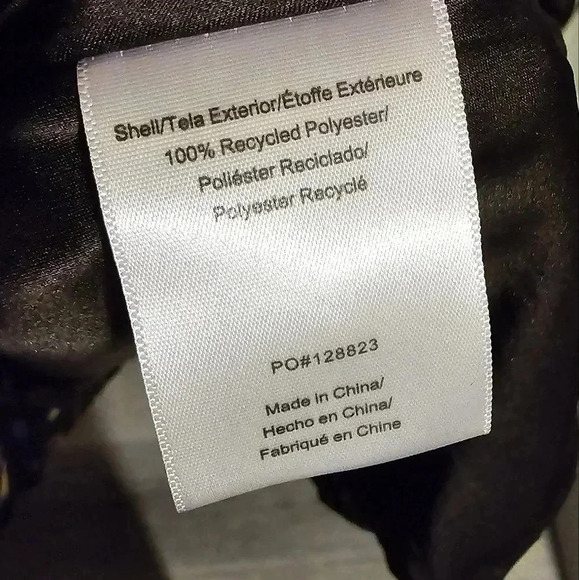 Shell/Tela Exterior/Étoffe Extérieure
100% Recycled Polyester/
Poliéster Reciclado/
Polyester Recyclé
PO#128823
Made in China/
Hecho en China/
Fabriqué en Chine